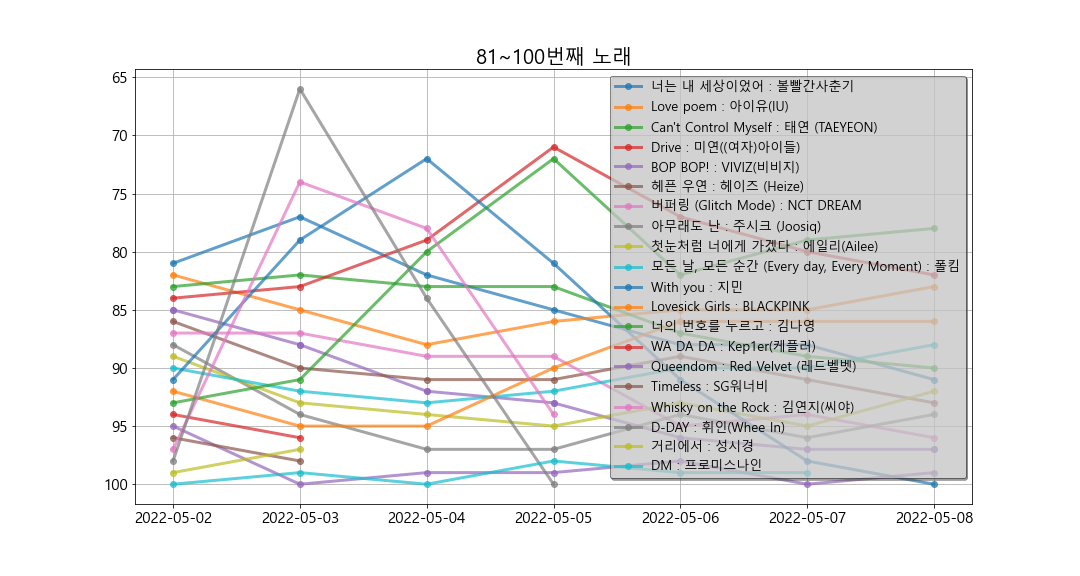 81~100번째 노래
65
70
75
80
85
90
95
100
너는 내 세상이었어 : 볼빨간사춘기
Love poem : 아이유(IU)
Can't Control Myself : 태연 (TAEYEON)
Drive : 미연((여자)아이들)
BOP BOP! : VIVIZ(비비지)
헤픈 우연 : 헤이즈 (Heize)
버퍼링 (Glitch Mode) : NCT DREAM
아무래도 난 : 주시크 (Joosiq)
첫눈처럼 너에게 가겠다 : 에일리(Ailee)
모든 날, 모든 순간 (Every day, Every Moment) : 폴킴
With you : 지민
Lovesick Girls : BLACKPINK
너의 번호를 누르고 : 김나영
WA DA DA : Kep1er(케플러)
Queendom : Red Velvet (레드벨벳)
Timeless : SG워너비
Whisky on the Rock : 김연지(씨야)
D-DAY : 휘인(Whee In)
거리에서 : 성시경
DM : 프로미스나인
2022-05-02 2022-05-03 2022-05-04 2022-05-05 2022-05-06 2022-05-07 2022-05-08